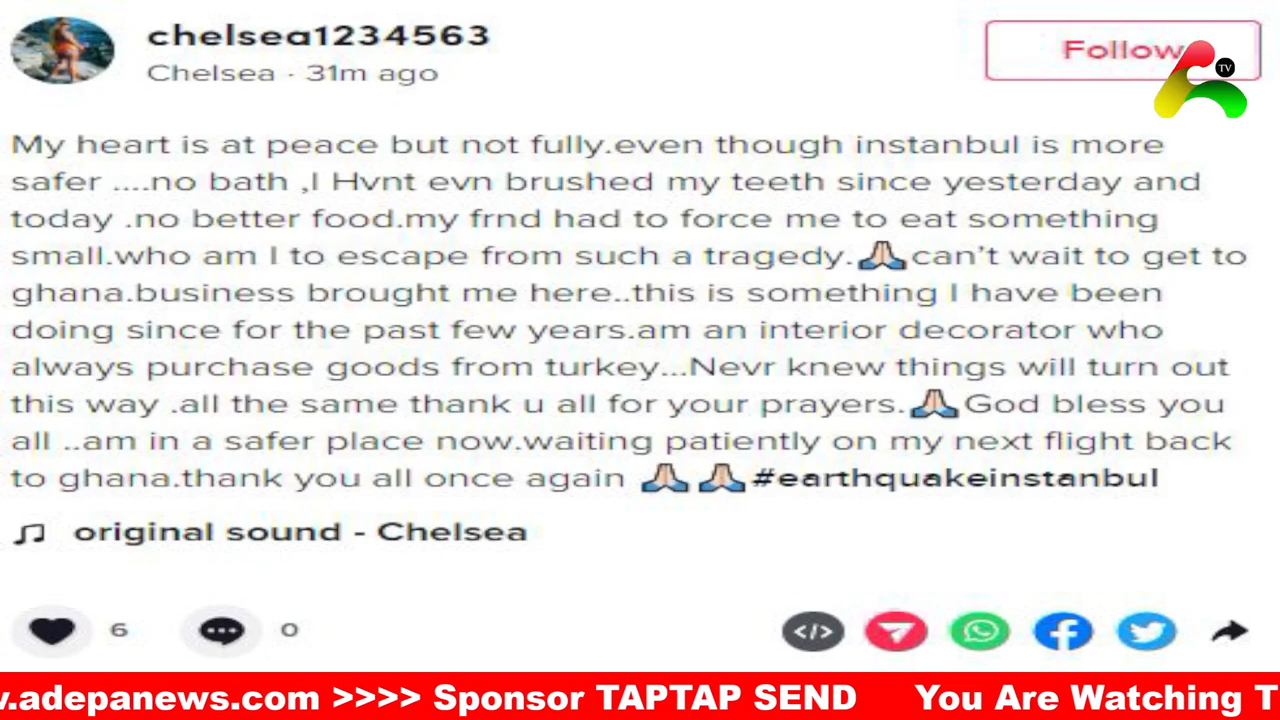 chelsea1234563
Chelsea · 31m ago
Follow
TV
My heart is at peace but not fully.even though instanbul is more
safer ....no bath ,I Hvnt evn brushed my teeth since yesterday and
today .no better food.my frnd had to force me to eat something
small.who am I to escape from such a tragedy.🙏🏼can't wait to get to
ghana.business brought me here..this is something I have been
doing since for the past few years.am an interior decorator who
always purchase goods from turkey...Nevr knew things will turn out
this way .all the same thank u all for your prayers.🙏🏼God bless you
all ..am in a safer place now.waiting patiently on my next flight back
to ghana.thank you all once again 🙏🏼🙏🏼#earthquakeinstanbul
original sound - Chelsea
6
0
.adepanews.com >>>> Sponsor TAPTAP SEND You Are Watching T